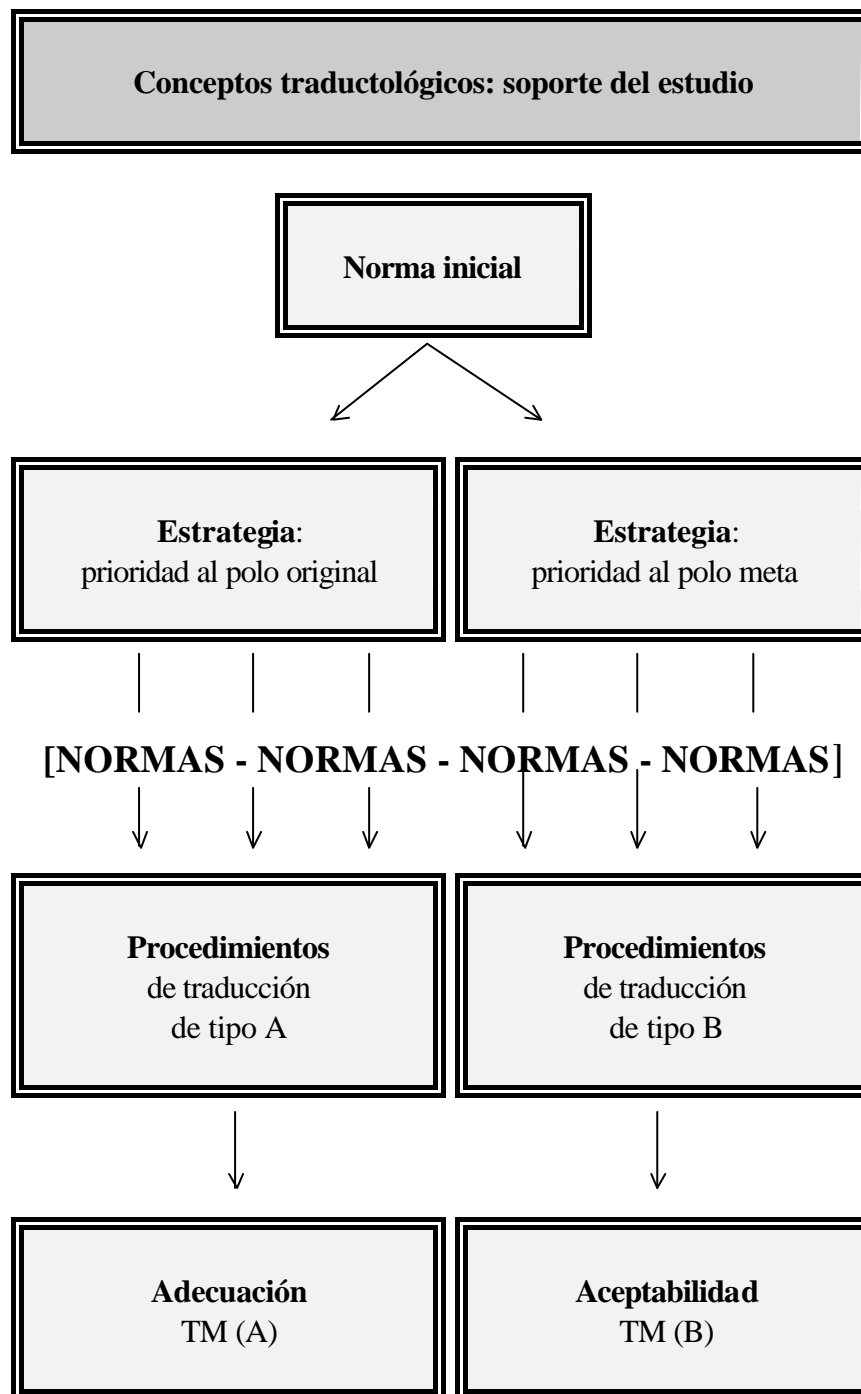 Conceptos traductológicos: soporte del estudio
Norma inicial
Estrategia:
prioridad al polo original
Estrategia:
prioridad al polo meta
[NORMAS - NORMAS - NORMAS - NORMAS]
Procedimientos
de traducción
de tipo A
Procedimientos
de traducción
de tipo B
Adecuación
TM (A)
Aceptabilidad
TM (B)